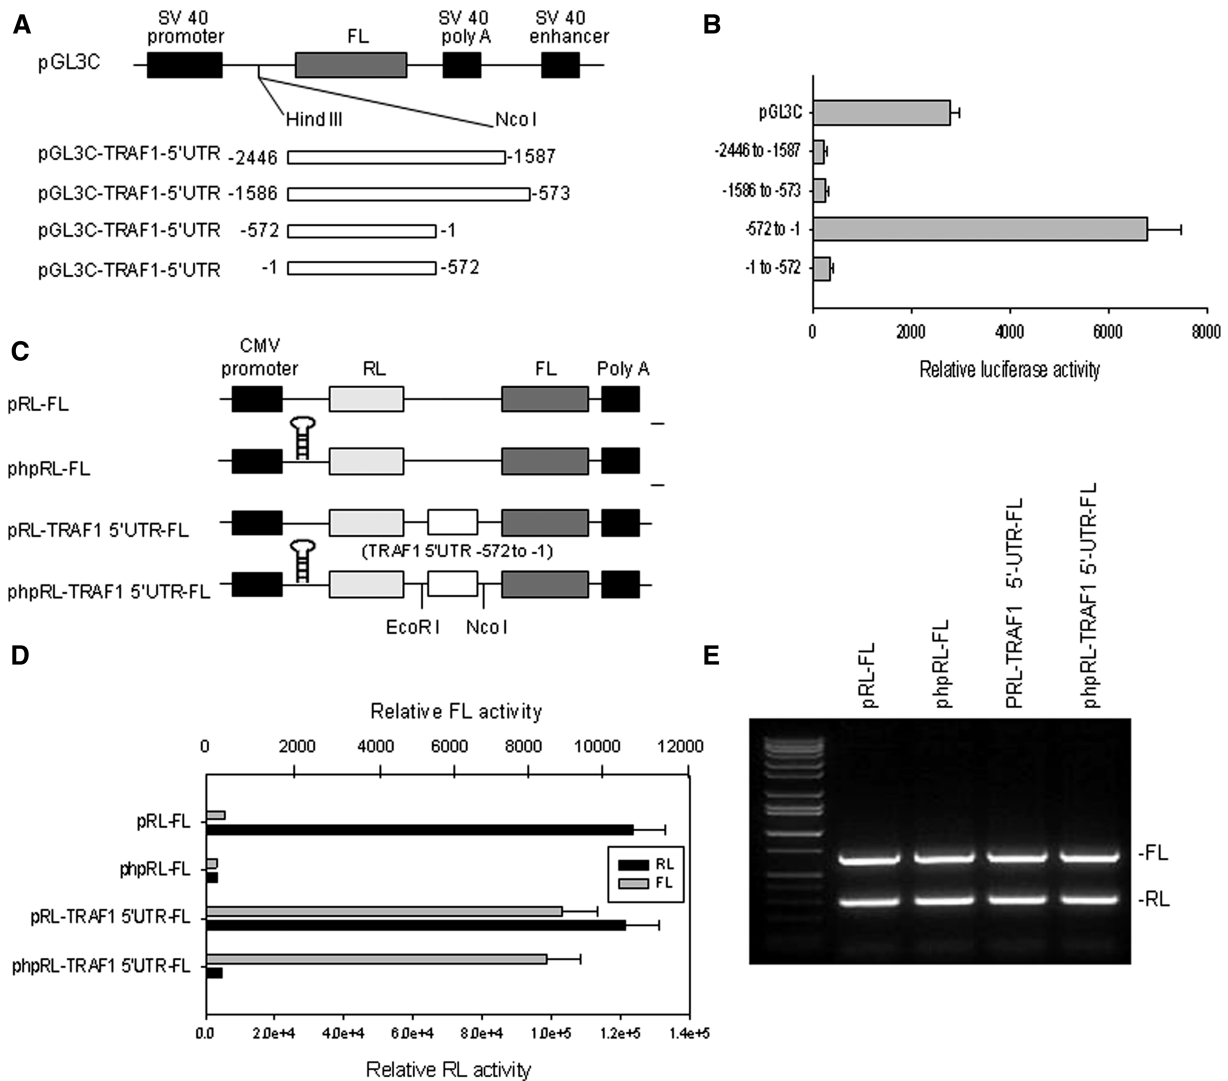 A
SV 40 promoter
FL
SV 40 poly A
SV 40 enhancer
pGL3C
Hind III
Nco I
pGL3C-TRAF1-5'UTR -2446 -1587
pGL3C-TRAF1-5'UTR -1586 -573
pGL3C-TRAF1-5'UTR -572 -1
pGL3C-TRAF1-5'UTR -1 -572
B
pGL3C
-2446 to -1587
-1586 to -573
-572 to -1
-1 to -572
0 2000 4000 6000 8000
Relative luciferase activity
C
CMV promoter
RL
FL
Poly A
pRL-FL
phpRL-FL
pRL-TRAF1 5'UTR-FL
(TRAF1 5'UTR -572 to -1)
phpRL-TRAF1 5'UTR-FL
EcoR I
Nco I
D
Relative FL activity
0 2000 4000 6000 8000 10000 12000
pRL-FL
phpRL-FL
pRL-TRAF1 5'UTR-FL
phpRL-TRAF1 5'UTR-FL
RL
FL
0.0 2.0e+4 4.0e+4 6.0e+4 8.0e+4 1.0e+5 1.2e+5 1.4e+5
Relative RL activity
E
pRL-FL
phpRL-FL
PRL-TRAF1 5'-UTR-FL
phpRL-TRAF1 5'-UTR-FL
-FL
-RL